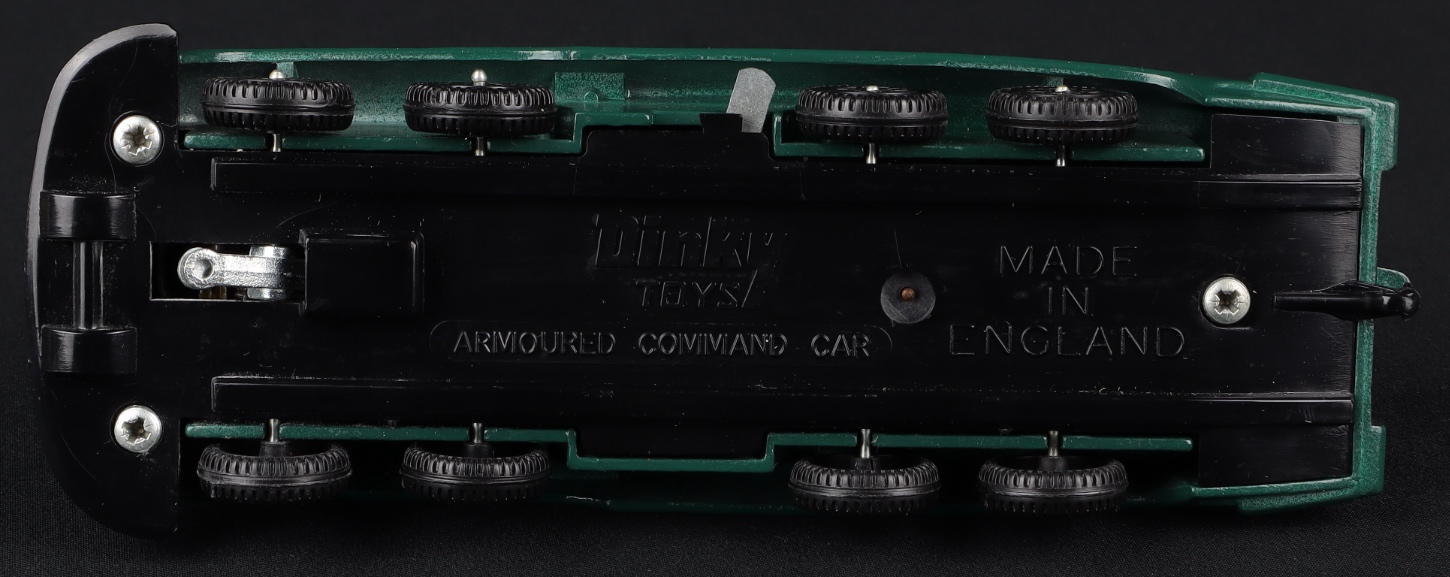 Dinky
TOYS
ARMOURED COMMAND CAR
MADE
IN
ENGLAND